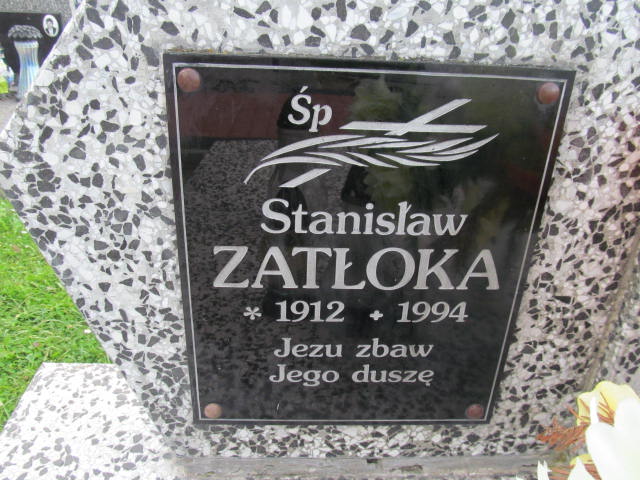 Śp
Stanisław
ZATŁOKA
* 1912 + 1994
Jezu zbaw
Jego duszę